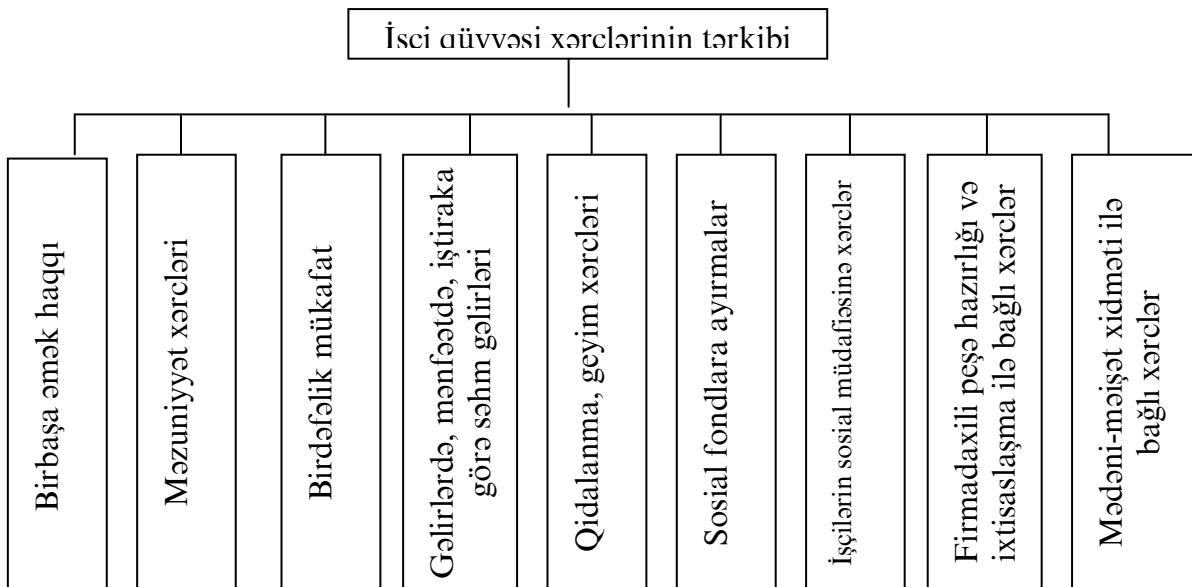 İşçi qüvvəsi xərclərinin tərkibi
Birbaşa əmək haqqı
Məzuniyyət xərcləri
Birdəfəlik mükafat
Gəlirlərdə, mənfəətdə, iştiraka
görə səhm gəlirləri
Qidalanma, geyim xərcləri
Sosial fondlara ayırmalar
İşçilərin sosial müdafiəsinə xərclər
Firmadaxili peşə hazırlığı və
ixtisaslaşma ilə bağlı xərclər
Mədəni-məişət xidməti ilə
bağlı xərclər